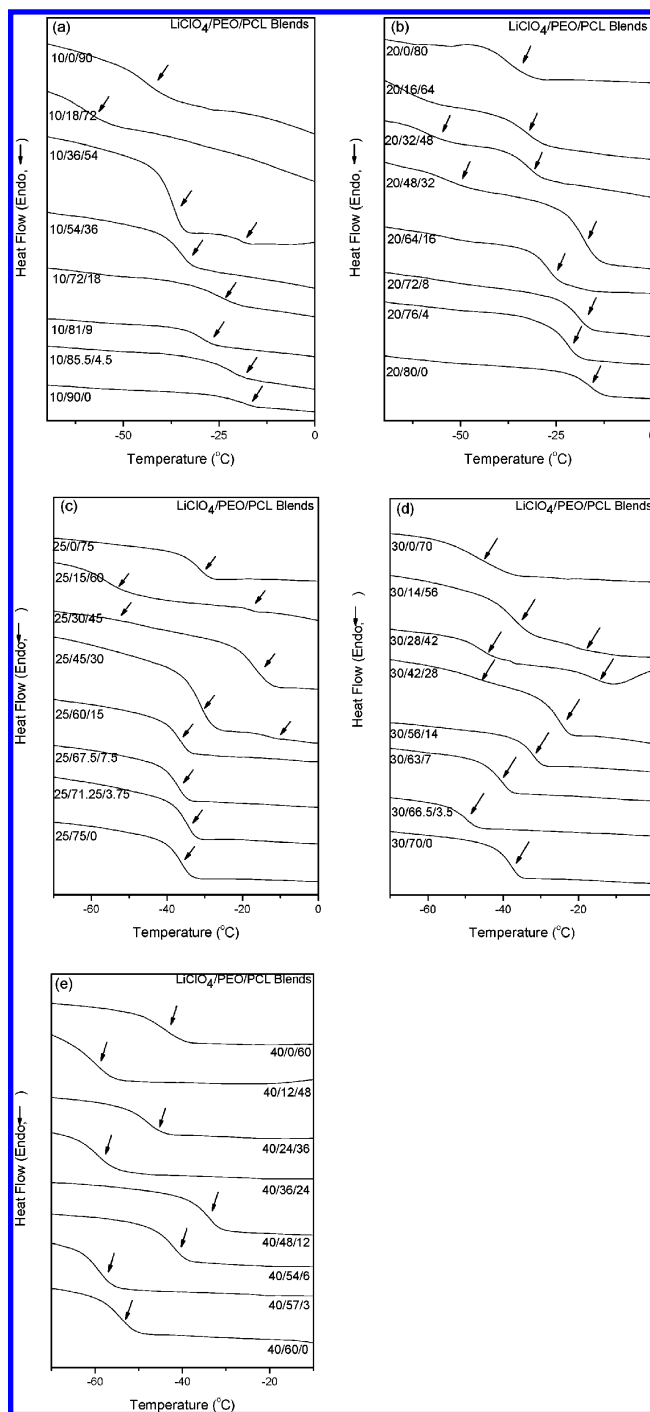 (a)
LiClO4/PEO/PCL Blends
10/0/90
10/18/72
10/36/54
10/54/36
10/72/18
10/81/9
10/85.5/4.5
10/90/0
Heat Flow (Endo, → )
-50
-25
0
Temperature (°C)
(b)
LiClO4/PEO/PCL Blends
20/0/80
20/16/64
20/32/48
20/48/32
20/64/16
20/72/8
20/76/4
20/80/0
Heat Flow (Endo, → )
-50
-25
Temperature (°C)
(c)
LiClO4/PEO/PCL Blends
25/0/75
25/15/60
25/30/45
25/45/30
25/60/15
25/67.5/7.5
25/71.25/3.75
25/75/0
Heat Flow (Endo, — )
-60
-40
-20
0
Temperature (°C)
(d)
LiClO4/PEO/PCL Blends
30/0/70
30/14/56
30/28/42
30/42/28
30/56/14
30/63/7
30/66.5/3.5
30/70/0
Heat Flow (Endo, → )
-60
-40
-20
Temperature (°C)
(e)
LiClO4/PEO/PCL Blends
40/0/60
40/12/48
40/24/36
40/36/24
40/48/12
40/54/6
40/57/3
40/60/0
Heat Flow (Endo, — )
-60
-40
-20
Temperature (°C)